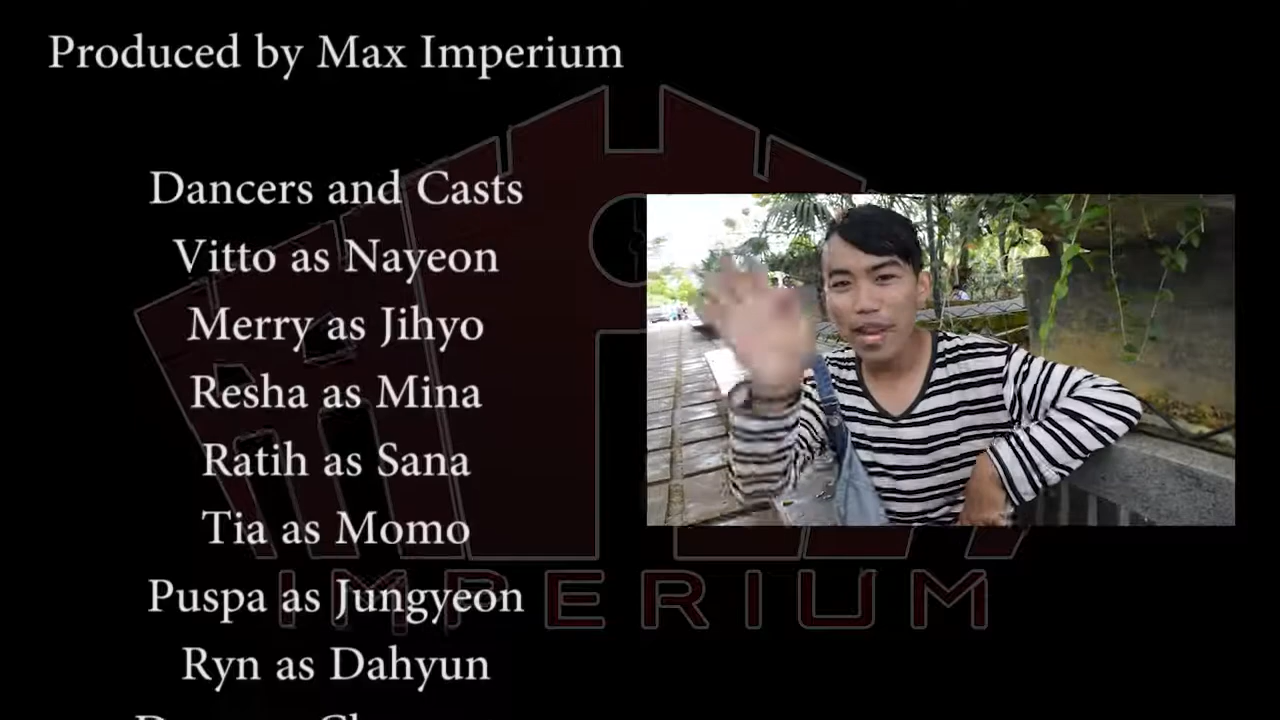 Produced by Max Imperium
Dancers and Casts
Vitto as Nayeon
Merry as Jihyo
Resha as Mina
Ratih as Sana
Tia as Momo
Puspa as Jungyeon
IMPERIUM
Ryn as Dahyun